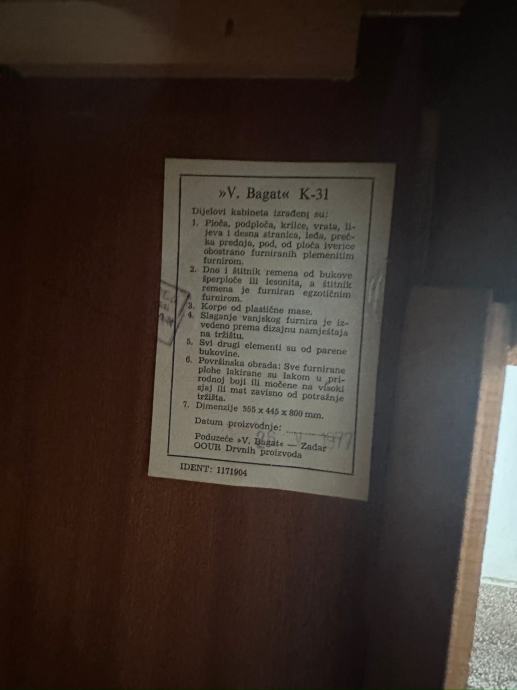 »V. Bagat« K-31
Dijelovi kabineta izrađeni su:
1. Ploča, podploča, krilce, vrata, li-
jeva i desna stranica, leđa, preč-
ka prednja, pod, od ploča iverice
obostrano furniranih plemenitim
furnirom.
2. Dno i štitnik remena od bukove
šperploče ili lesonita, a štitnik
remena je furniran egzotičnim
furnirom.
3. Korpe od plastične mase.
4. Slaganje vanjskog furnira je iz-
vedeno prema dizajnu namještaja
na tržištu.
5. Svi drugi elementi su od parene
bukovine.
6. Površinska obrada: Sve furnirane
plohe lakirane su lakom u pri-
rodnoj boji ili močene na visoki
sjaj ili mat zavisno od potražnje
tržišta.
7. Dimenzije 555 x 445 x 800 mm.
Datum proizvodnje:
Poduzeće »V. Bagat« — Zadar
OOUR Drvnih proizvoda
IDENT: 1171904